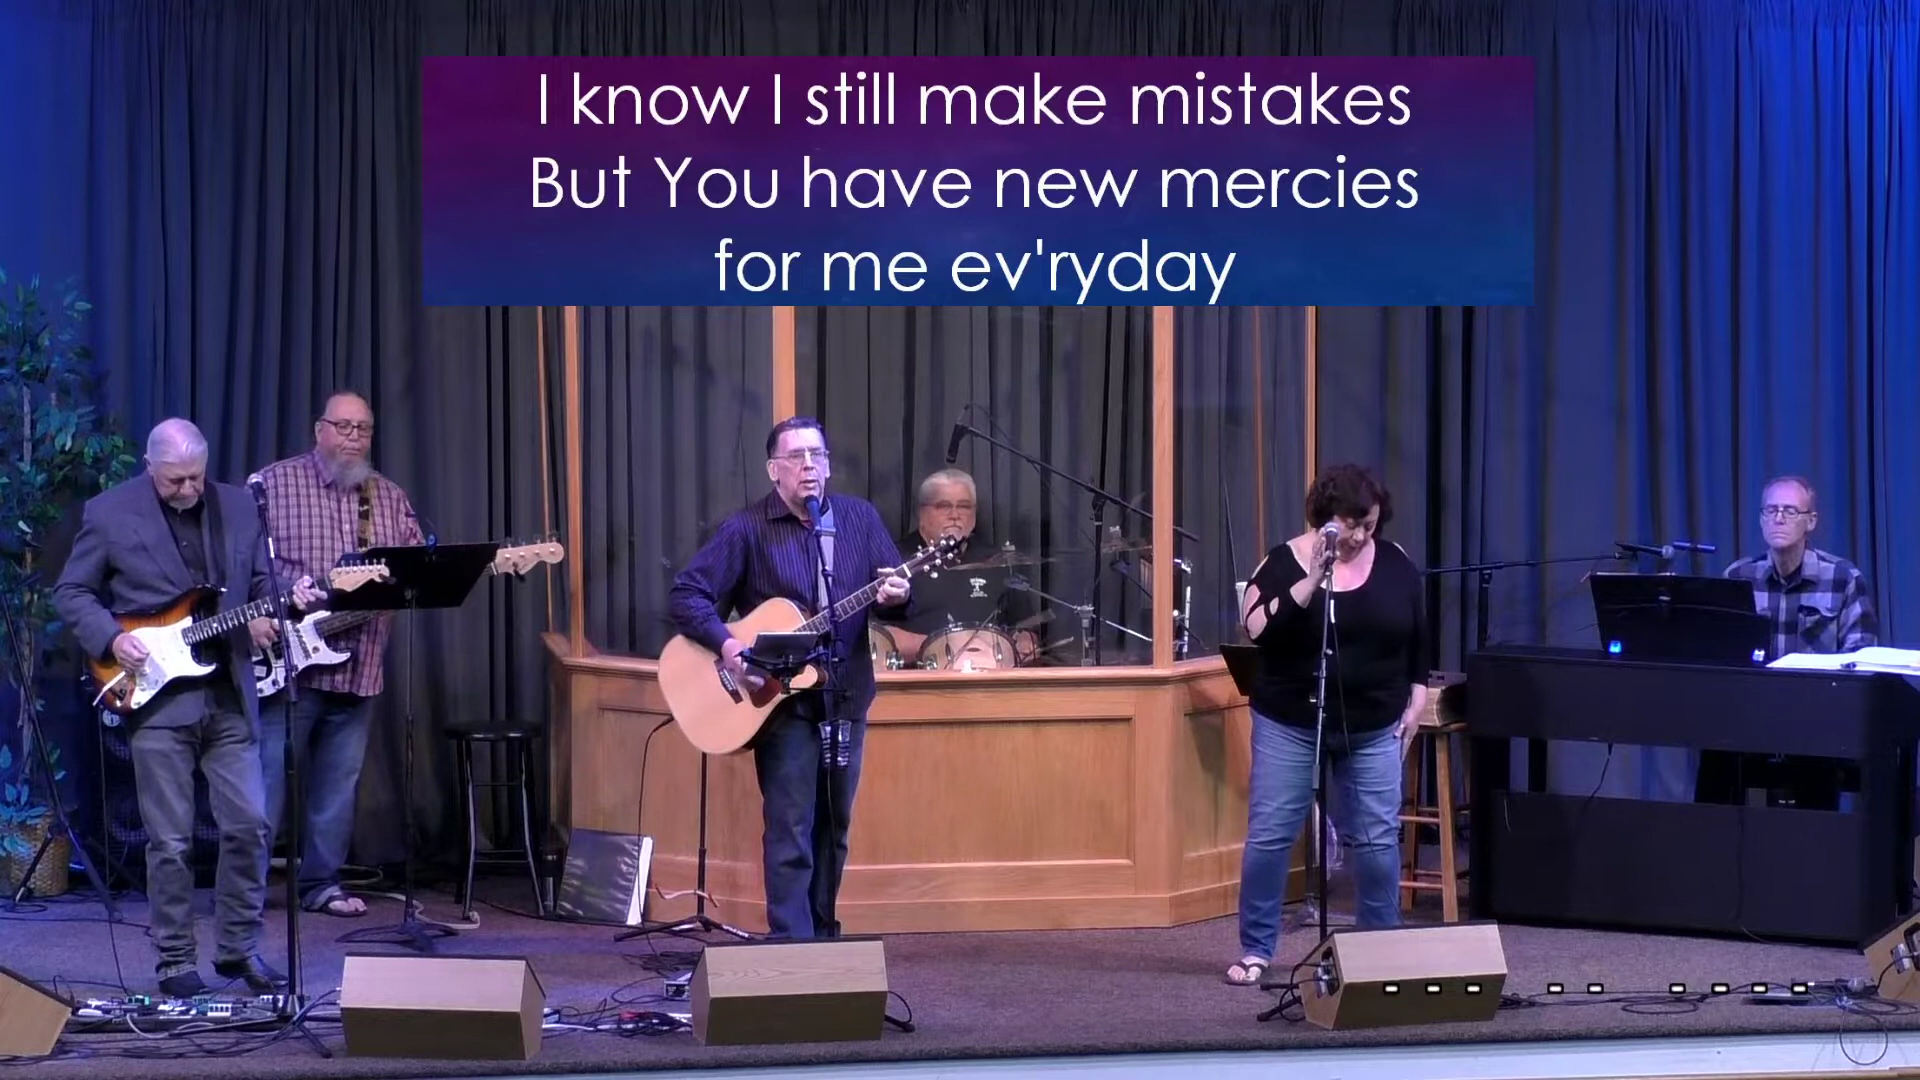 I know I still make mistakes
But You have new mercies
for me ev'ryday